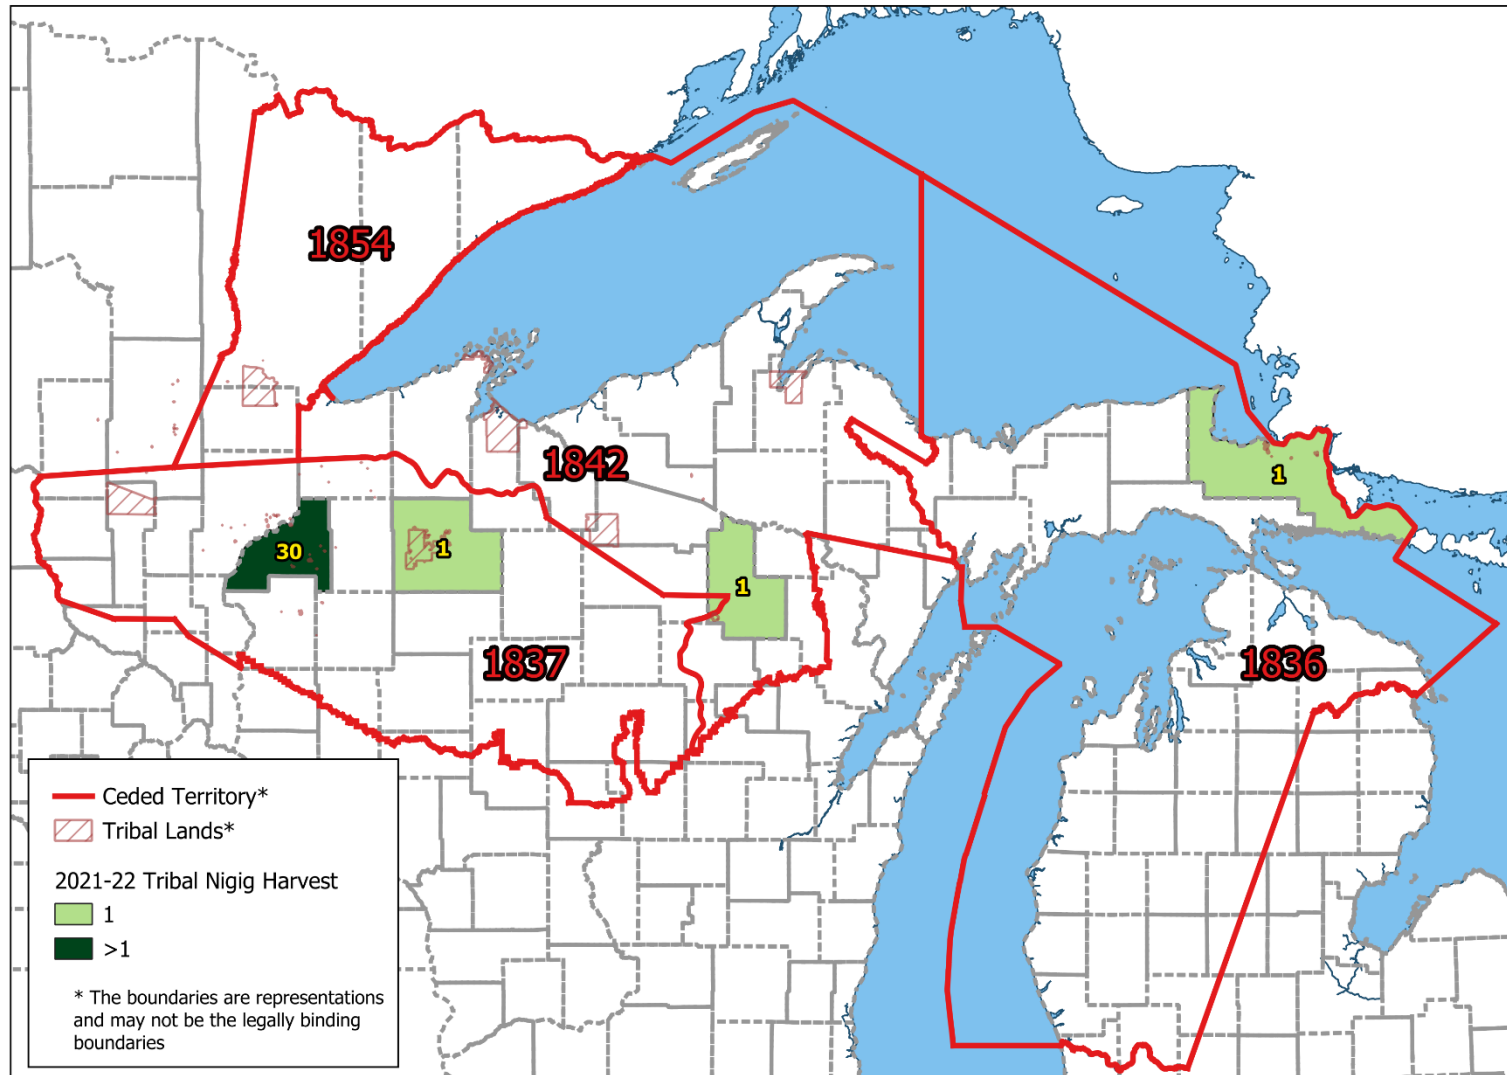 1854
1842
1
30
1
1
1837
1836
Ceded Territory*
Tribal Lands*
2021-22 Tribal Nigig Harvest
1
>1
* The boundaries are representations
and may not be the legally binding
boundaries